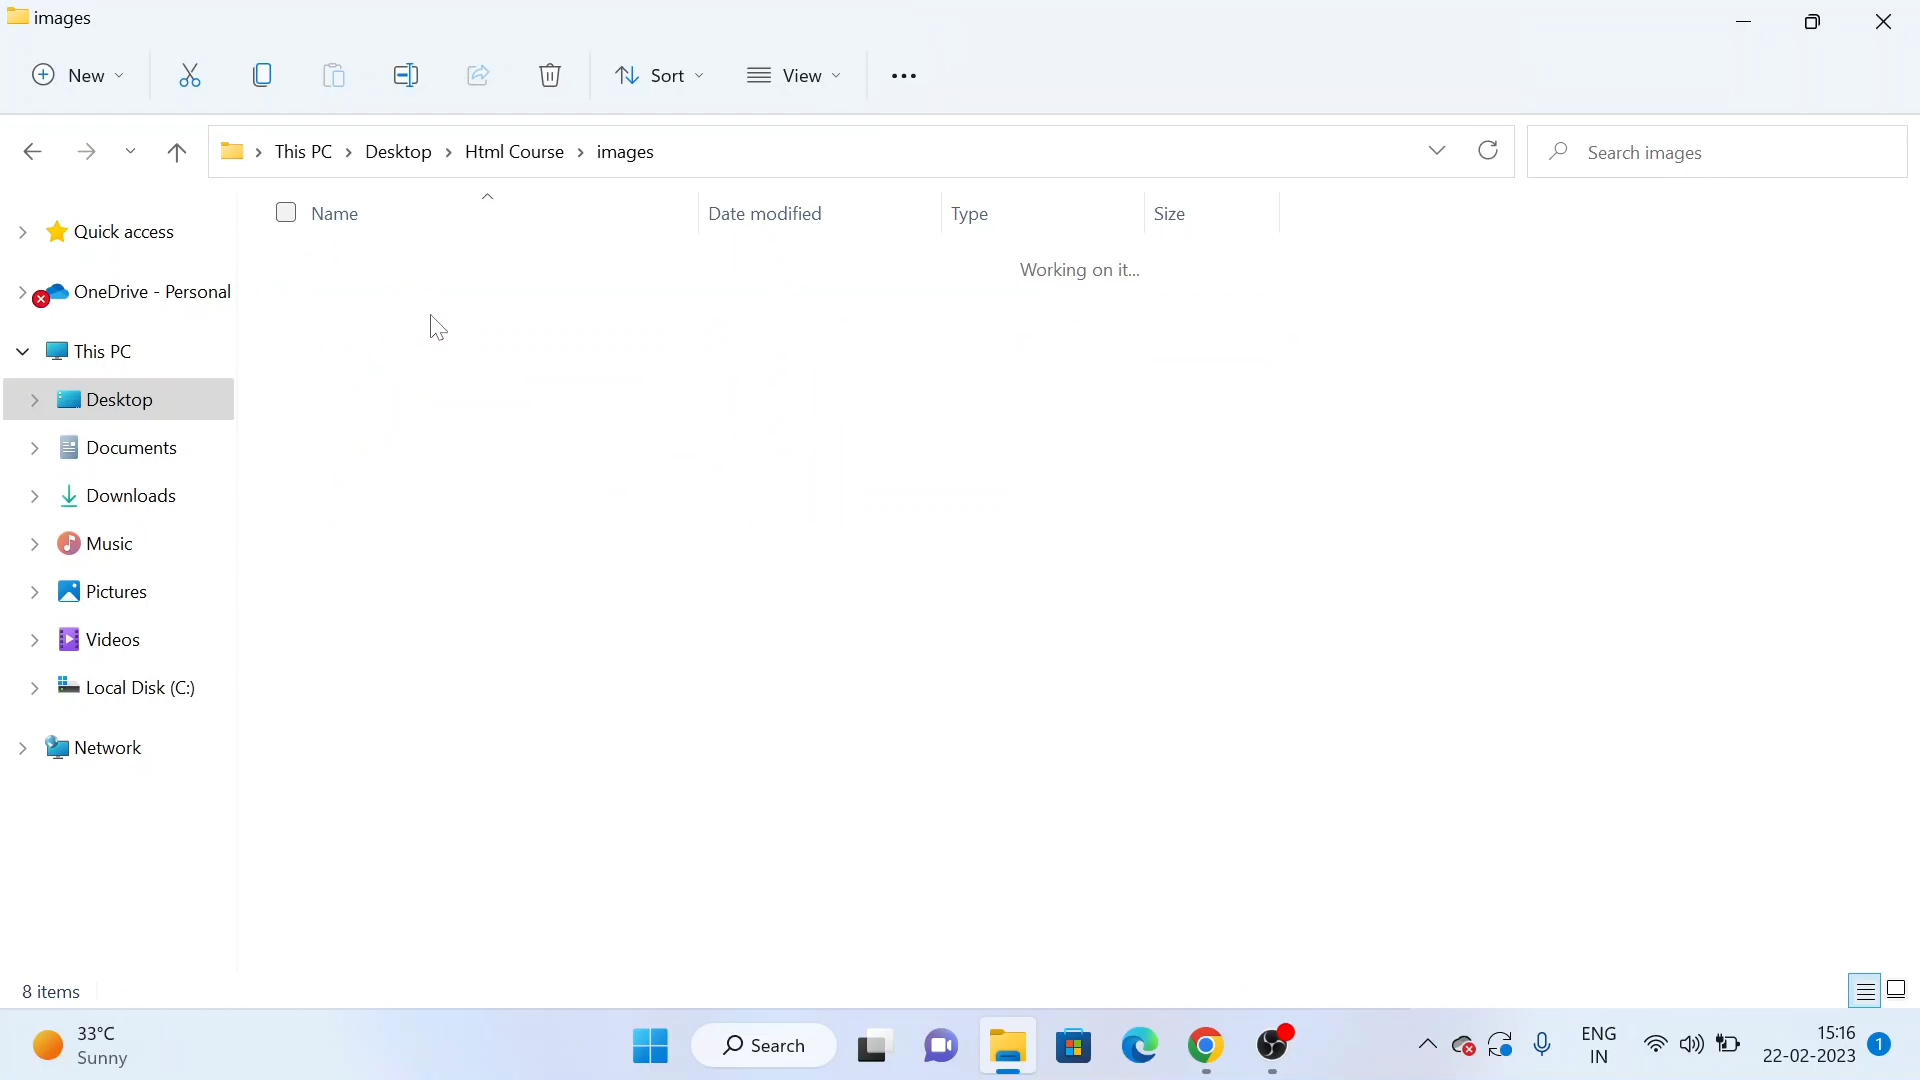 images
New
Sort
View
This PC
Desktop
Html Course
images
Search images
Name
Date modified
Type
Size
Working on it...
Quick access
OneDrive - Personal
This PC
Desktop
Documents
Downloads
Music
Pictures
Videos
Local Disk (C:)
Network
8 items
33°C
Sunny
Search
ENG
IN
15:16
22-02-2023
1